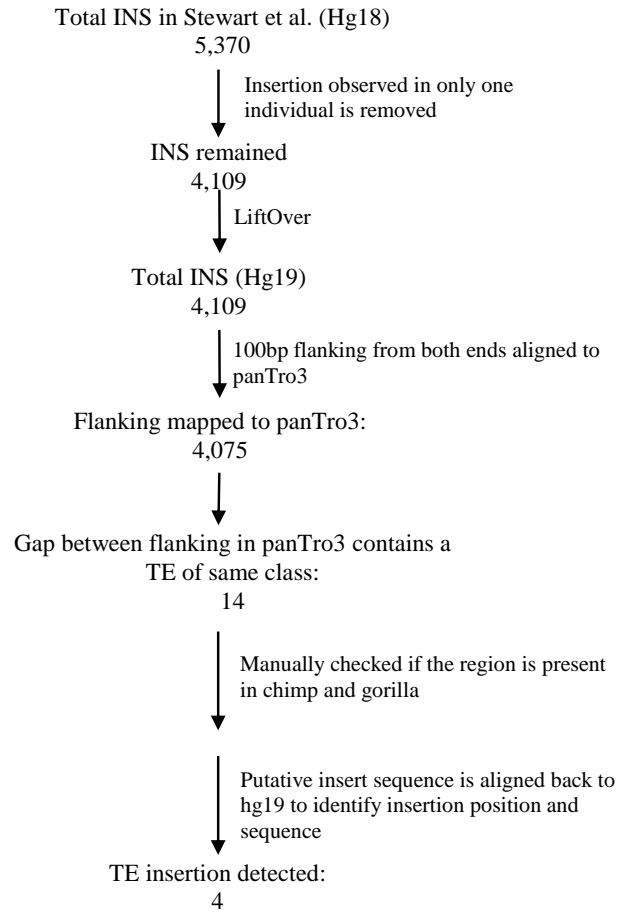 Total INS in Stewart et al. (Hg18)
5,370
Insertion observed in only one
individual is removed
INS remained
4,109
LiftOver
Total INS (Hg19)
4,109
100bp flanking from both ends aligned to
panTro3
Flanking mapped to panTro3:
4,075
Gap between flanking in panTro3 contains a
TE of same class:
14
Manually checked if the region is present
in chimp and gorilla
Putative insert sequence is aligned back to
hg19 to identify insertion position and
sequence
TE insertion detected:
4